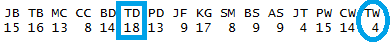 JB TB MC CC BD TD PD JF KG SM BS AS JT PW CW TW
15 16 13 8 14 18 13 9 17 8 9 9 4 15 14 4